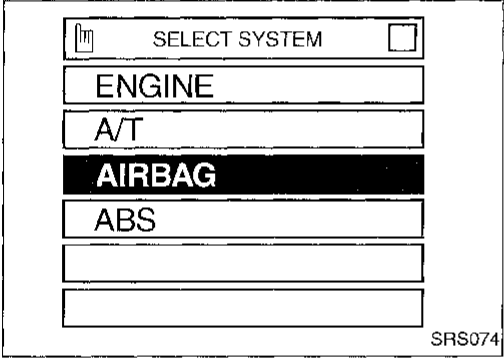 SELECT SYSTEM
ENGINE
A/T
AIRBAG
ABS
SRS074